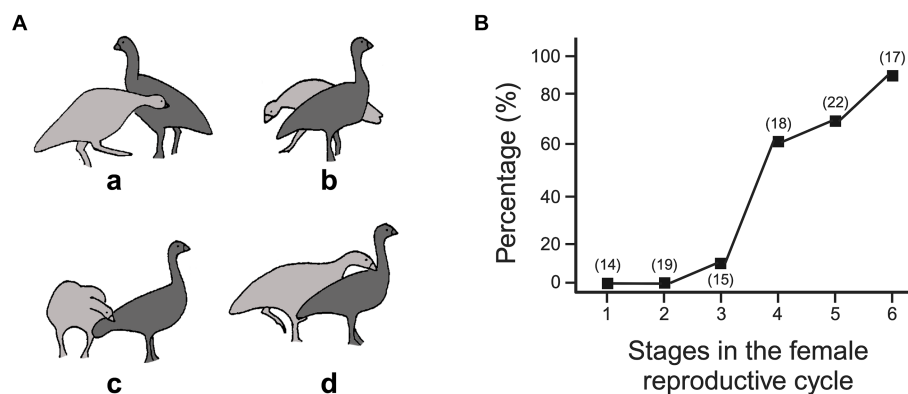 A
a
b
c
d
B
Percentage (%)
100
80
60
40
20
0
(14)
(19)
(15)
(18)
(22)
(17)
1 2 3 4 5 6
Stages in the female
reproductive cycle